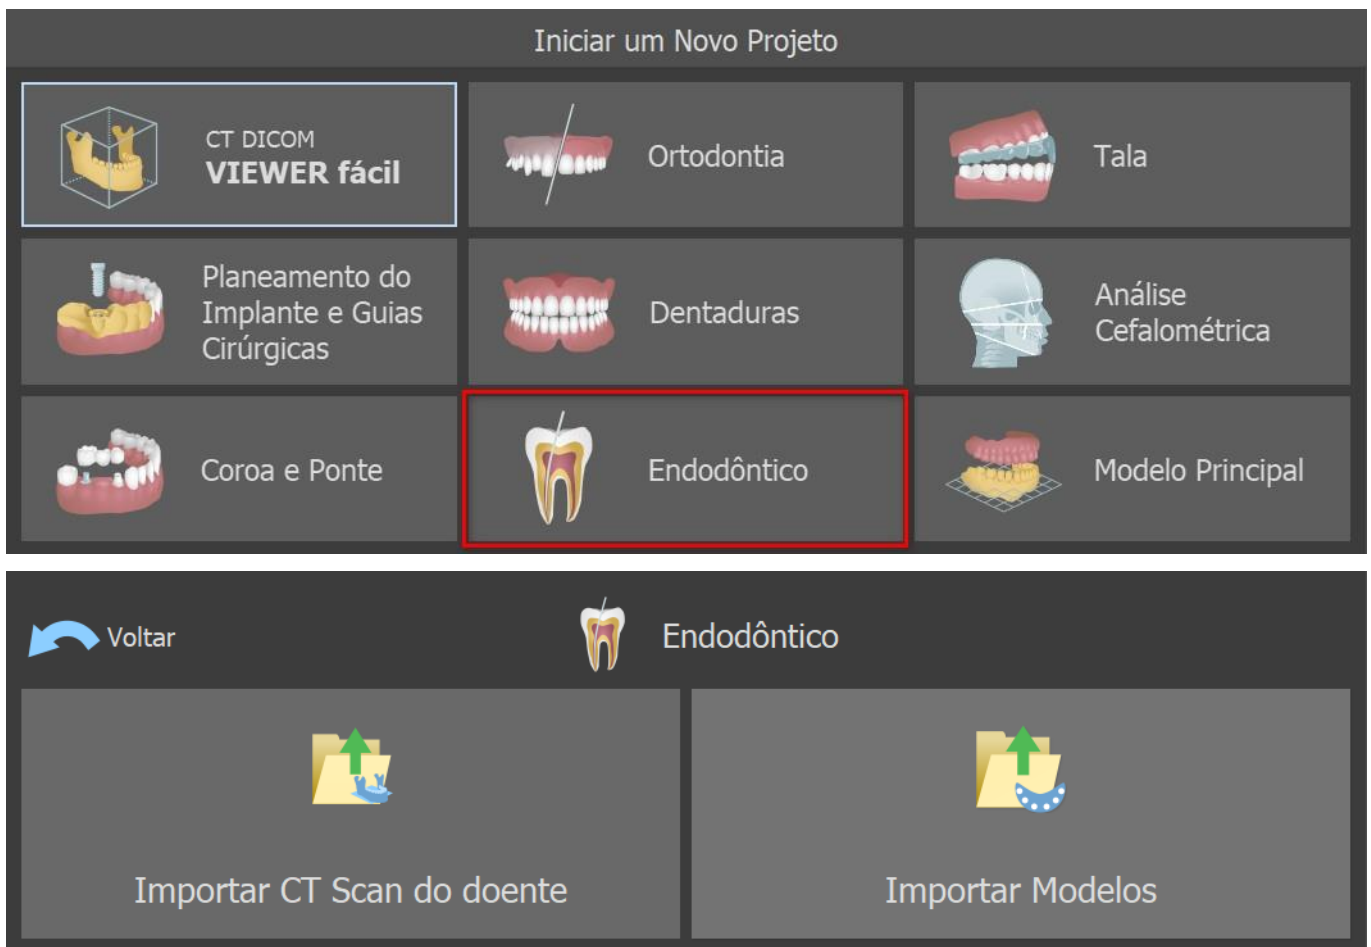 Iniciar um Novo Projeto
CT DICOM
VIEWER fácil
Ortodontia
Tala
Planeamento do
Implante e Guias
Cirúrgicas
Dentaduras
Análise
Cefalométrica
Coroa e Ponte
Endodôntico
Modelo Principal
Voltar
Endodôntico
Importar CT Scan do doente
Importar Modelos